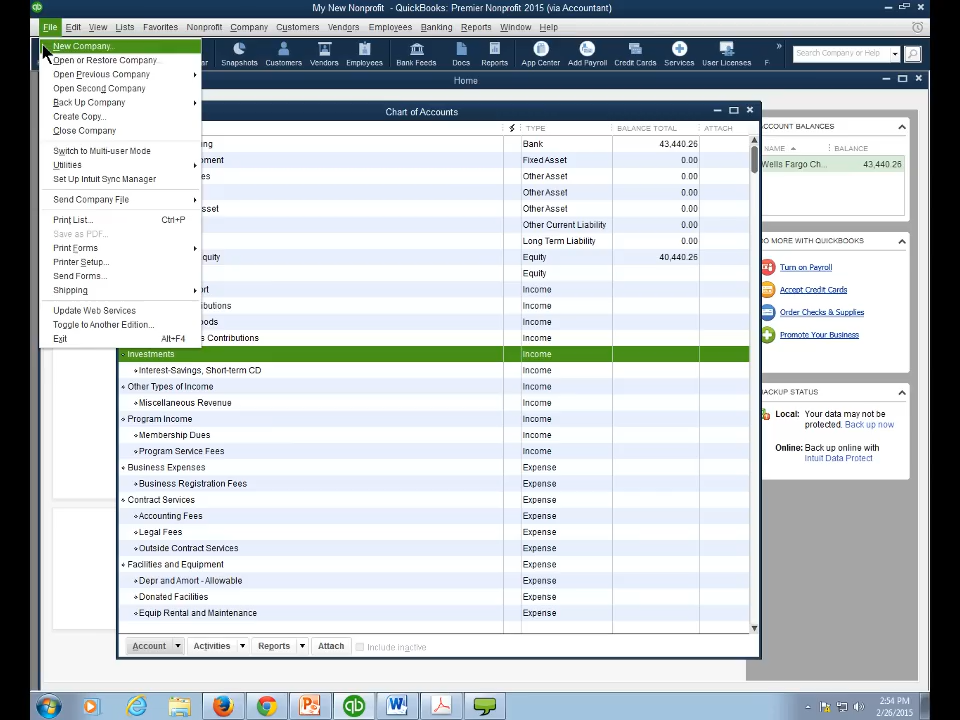 My New Nonprofit - QuickBooks: Premier Nonprofit 2015 (via Accountant)
File Edit View Lists Favorites Nonprofit Company Customers Vendors Employees Banking Reports Window Help
New Company...
Open or Restore Company...
Open Previous Company
Open Second Company
Back Up Company
Create Copy...
Close Company
Switch to Multi-user Mode
Utilities
Set Up Intuit Sync Manager
Send Company File
Print List... Ctrl+P
Save as PDF...
Print Forms
Printer Setup...
Send Forms...
Shipping
Update Web Services
Toggle to Another Edition...
Exit Alt+F4
Snapshots Customers Vendors Employees Bank Feeds Docs Reports App Center Add Payroll Credit Cards Services User Licenses
Search Company or Help
Home
Chart of Accounts
TYPE BALANCE TOTAL ATTACH
Bank 43,440.26
Fixed Asset 0.00
Other Asset 0.00
Other Asset 0.00
Other Asset 0.00
Other Current Liability 0.00
Long Term Liability 0.00
Equity 40,440.26
Equity
Income
Income
Income
Contributions Income
Investments Income
Interest-Savings, Short-term CD Income
Other Types of Income Income
Miscellaneous Revenue Income
Program Income Income
Membership Dues Income
Program Service Fees Income
Business Expenses Expense
Business Registration Fees Expense
Contract Services Expense
Accounting Fees Expense
Legal Fees Expense
Outside Contract Services Expense
Facilities and Equipment Expense
Depr and Amort - Allowable Expense
Donated Facilities Expense
Equip Rental and Maintenance Expense
Account Activities Reports Attach Include inactive
CCOUNT BALANCES
NAME BALANCE
Wells Fargo Ch... 43,440.26
O MORE WITH QUICKBOOKS
Turn on Payroll
Accept Credit Cards
Order Checks & Supplies
Promote Your Business
ACKUP STATUS
Local: Your data may not be
protected. Back up now
Online: Back up online with
Intuit Data Protect
2:54 PM
2/26/2015